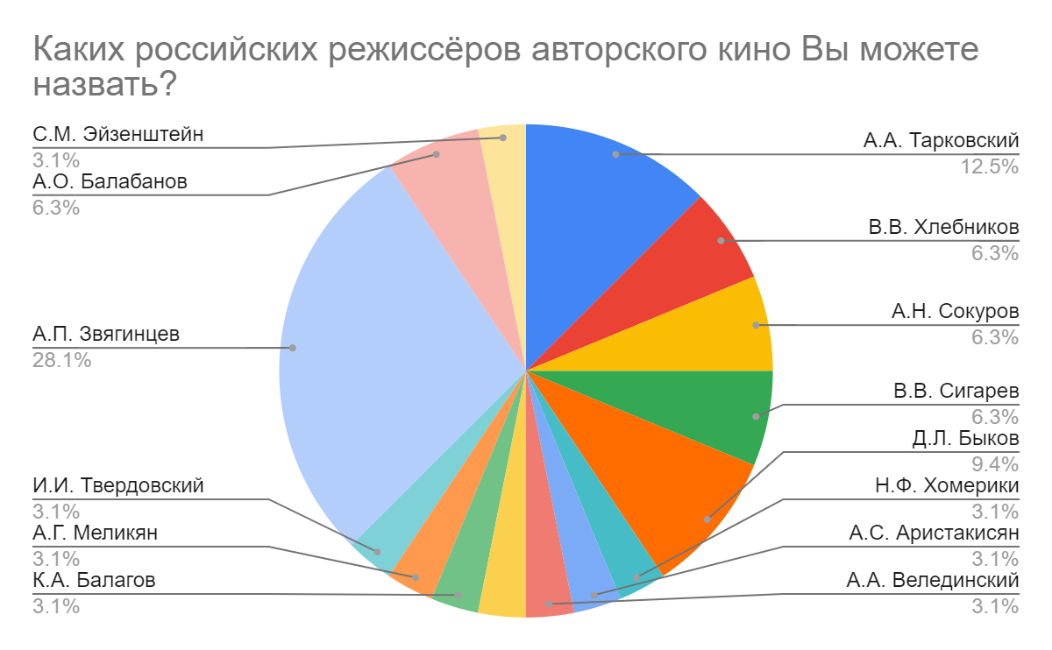 Каких российских режиссёров авторского кино Вы можете
назвать?
С.М. Эйзенштейн
3.1%
А.О. Балабанов
6.3%
А.П. Звягинцев
28.1%
И.И. Твердовский
3.1%
А.Г. Меликян
3.1%
К.А. Балагов
3.1%
А.А. Тарковский
12.5%
В.В. Хлебников
6.3%
А.Н. Сокуров
6.3%
В.В. Сигарев
6.3%
Д.Л. Быков
9.4%
Н.Ф. Хомерики
3.1%
А.С. Аристакисян
3.1%
А.А. Велединский
3.1%